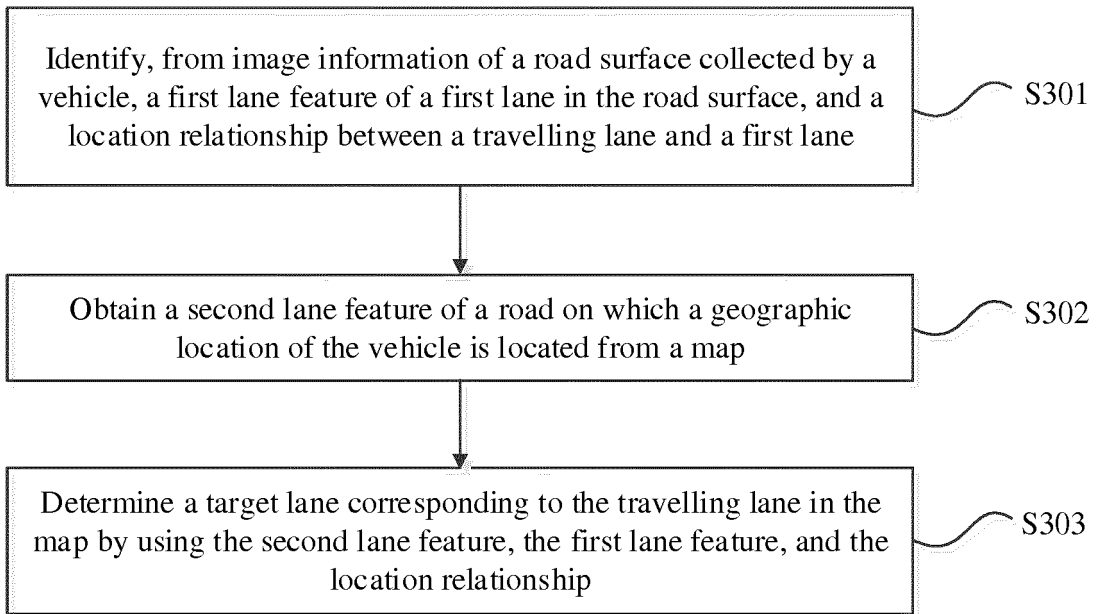 Identify, from image information of a road surface collected by a
vehicle, a first lane feature of a first lane in the road surface, and a
location relationship between a travelling lane and a first lane
S301
Obtain a second lane feature of a road on which a geographic
location of the vehicle is located from a map
S302
Determine a target lane corresponding to the travelling lane in the
map by using the second lane feature, the first lane feature, and the
location relationship
S303